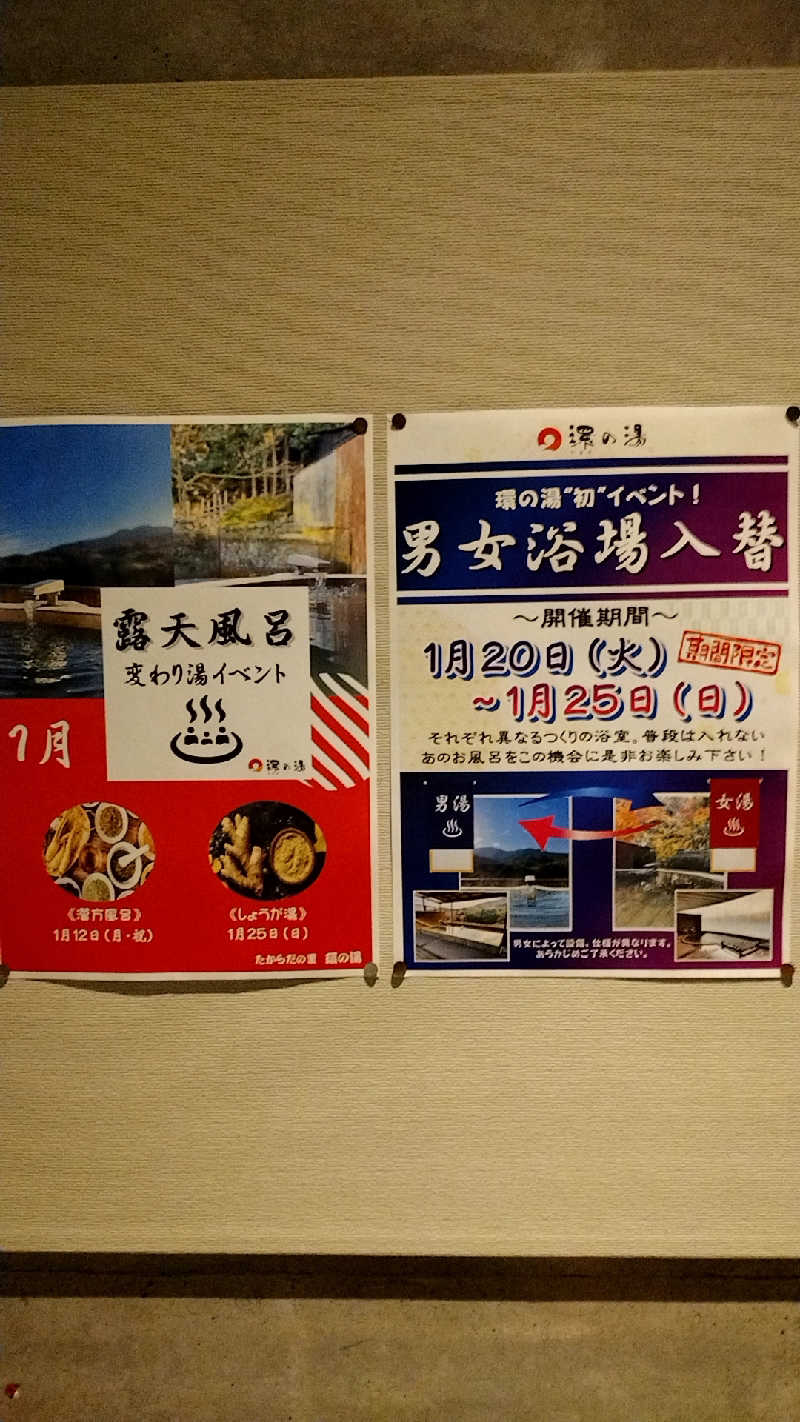 露天風呂
変わり湯イベント
環の湯
1月
《漢方風呂》
1月12日(月・祝)
《しょうが湯》
1月25日(日)
たからだの里 環の湯
環の湯
環の湯"初"イベント!
男女浴場入替
～開催期間～
1月20日(火)
～1月25日(日)
期間限定
それぞれ異なるつくりの浴室。普段は入れない
あのお風呂をこの機会に是非お楽しみ下さい!
男湯
女湯
男女によって設備、仕様が異なります。
あらかじめご了承ください。